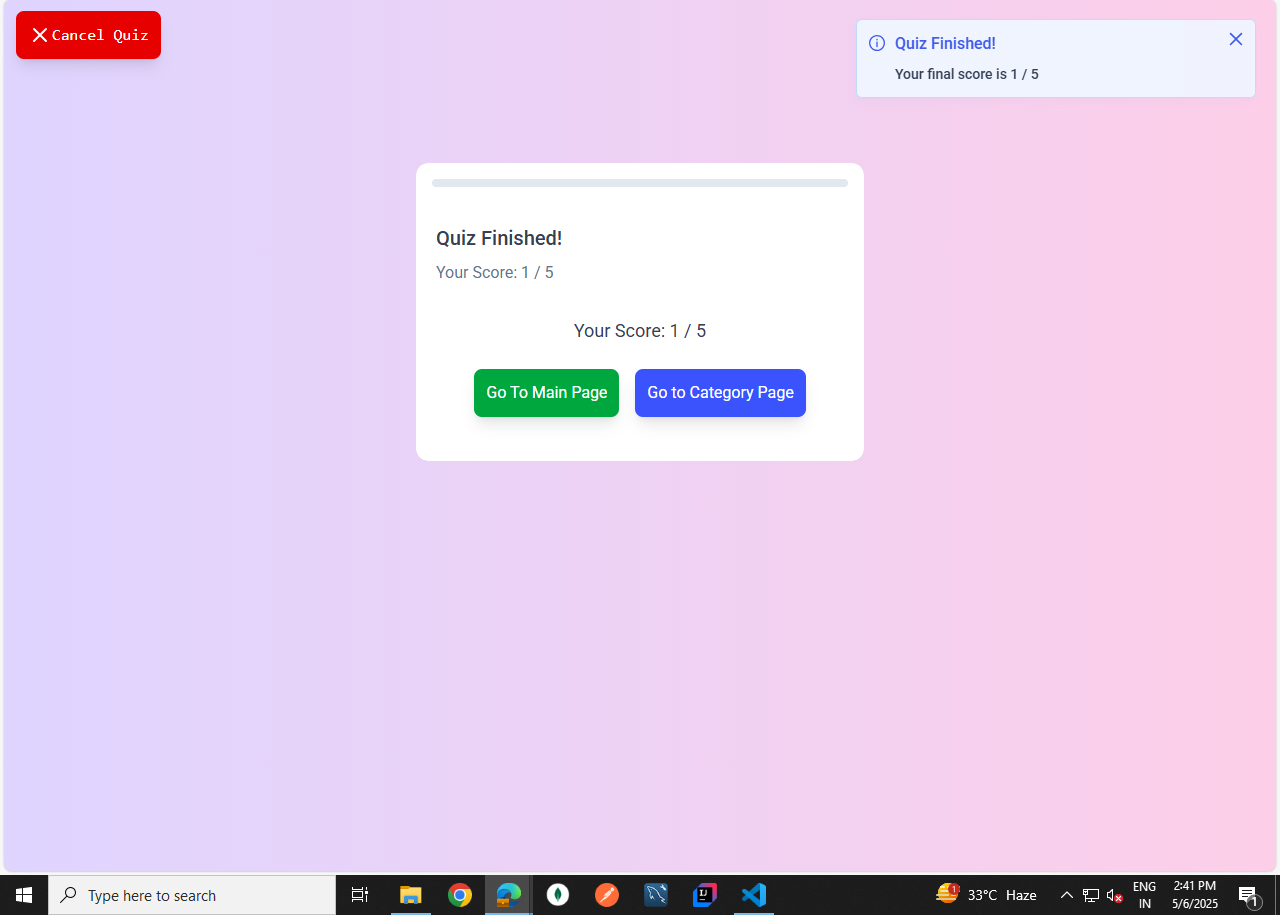 Cancel Quiz
Quiz Finished!
Your final score is 1 / 5
Quiz Finished!
Your Score: 1 / 5
Your Score: 1 / 5
Go To Main Page
Go to Category Page
Type here to search
1
33°C Haze
ENG
IN
2:41 PM
5/6/2025
1